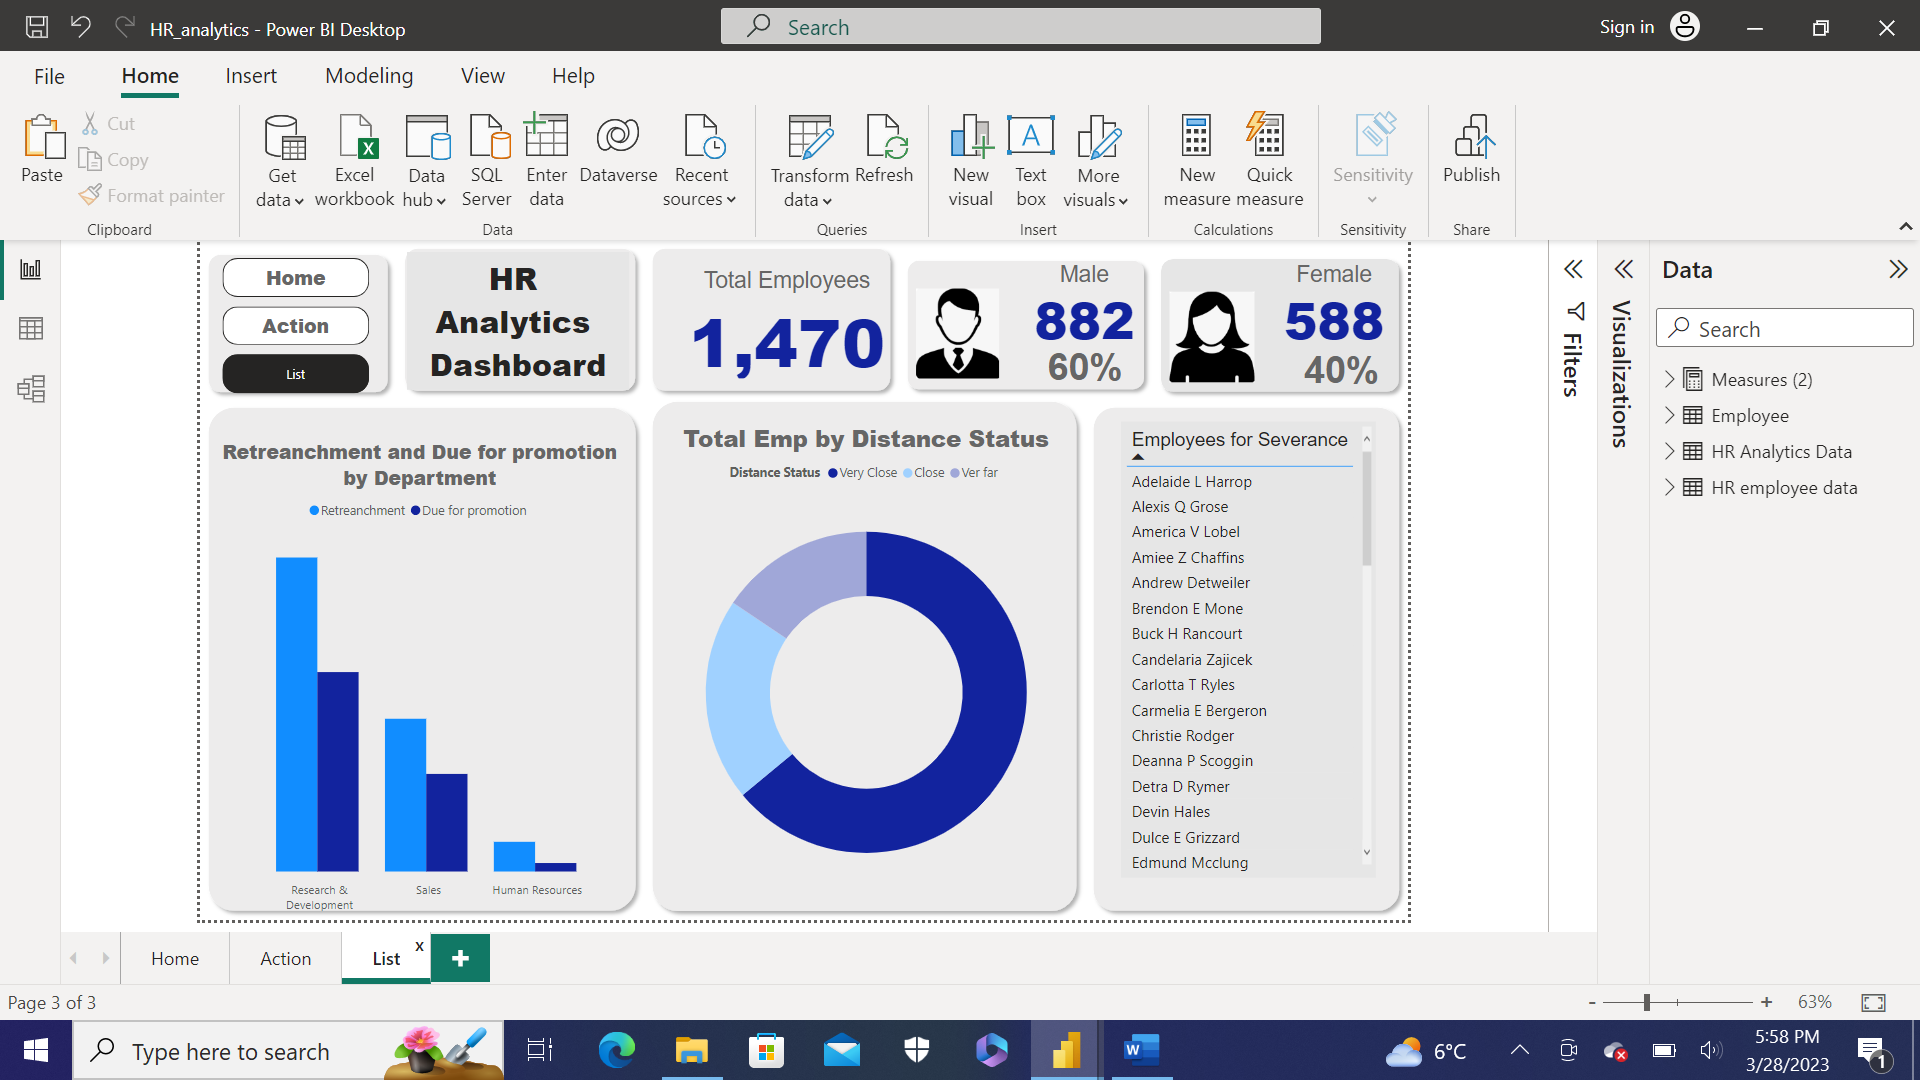 HR_analytics - Power BI Desktop
Search
Sign in
File
Home
Insert
Modeling
View
Help
Paste
Cut
Copy
Format painter
Clipboard
Get data
Excel workbook
Data hub
SQL Server
Enter data
Dataverse
Recent sources
Data
Transform data
Refresh
Queries
New visual
Text box
More visuals
Insert
New measure
Quick measure
Calculations
Sensitivity
Sensitivity
Publish
Share
Home
Action
List
HR
Analytics
Dashboard
Total Employees
1,470
Male
882
60%
Female
588
40%
Retreanchment and Due for promotion
by Department
Retreanchment Due for promotion
Research &
Development
Sales
Human Resources
Total Emp by Distance Status
Distance Status Very Close Close Ver far
Employees for Severance
Adelaide L Harrop
Alexis Q Grose
America V Lobel
Amiee Z Chaffins
Andrew Detweiler
Brendon E Mone
Buck H Rancourt
Candelaria Zajicek
Carlotta T Ryles
Carmelia E Bergeron
Christie Rodger
Deanna P Scoggin
Detra D Rymer
Devin Hales
Dulce E Grizzard
Edmund Mcclung
Filters
Visualizations
Data
Search
Measures (2)
Employee
HR Analytics Data
HR employee data
Home
Action
List
x
Page 3 of 3
- + 63%
Type here to search
6°C
5:58 PM
3/28/2023
1